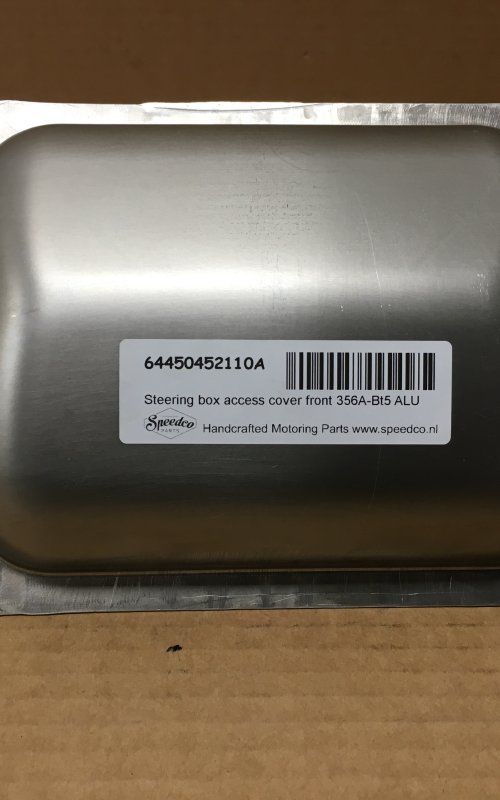 64450452110A
Steering box access cover front 356A-Bt5 ALU
Speedco
PARTS
Handcrafted Motoring Parts www.speedco.nl